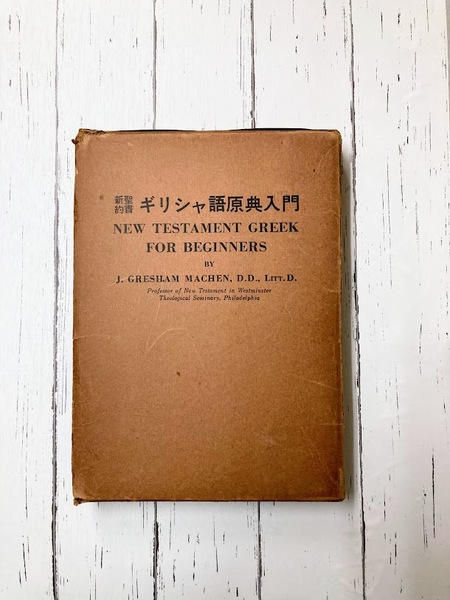 新約聖書 ギリシャ語原典入門
NEW TESTAMENT GREEK
FOR BEGINNERS
BY
J. GRESHAM MACHEN, D.D., LITT.D.
Professor of New Testament in Westminster
Theological Seminary, Philadelphia